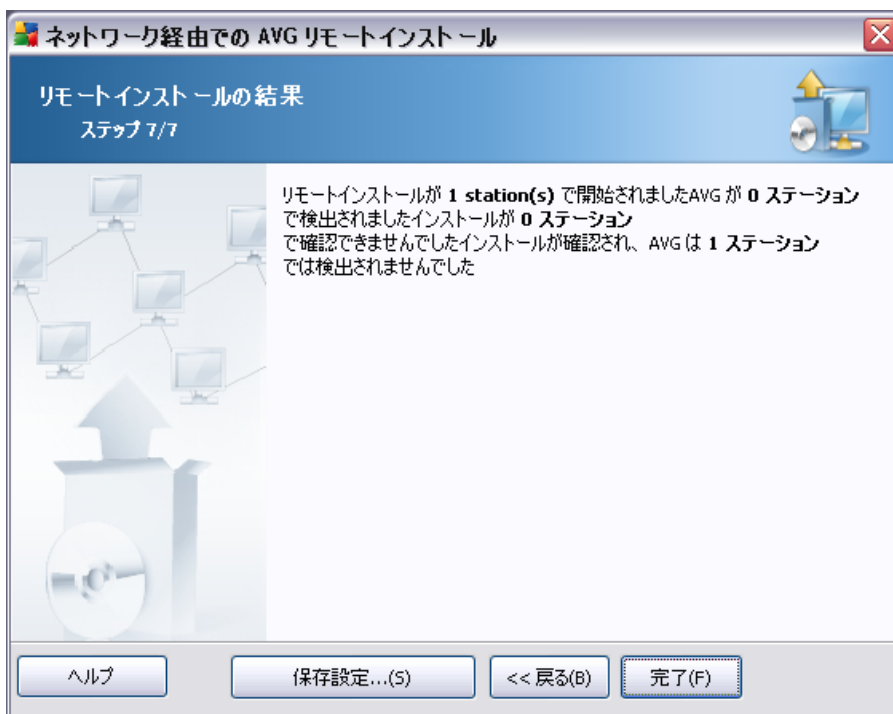 ネットワーク経由での AVG リモートインストール
リモートインストールの結果
ステップ 7/7
リモートインストールが 1 station(s) で開始されましたAVG が 0 ステーション
で検出されましたインストールが 0 ステーション
で確認できませんでしたインストールが確認され、AVG は 1 ステーション
では検出されませんでした
ヘルプ
保存設定...(S)
<< 戻る(B)
完了(F)